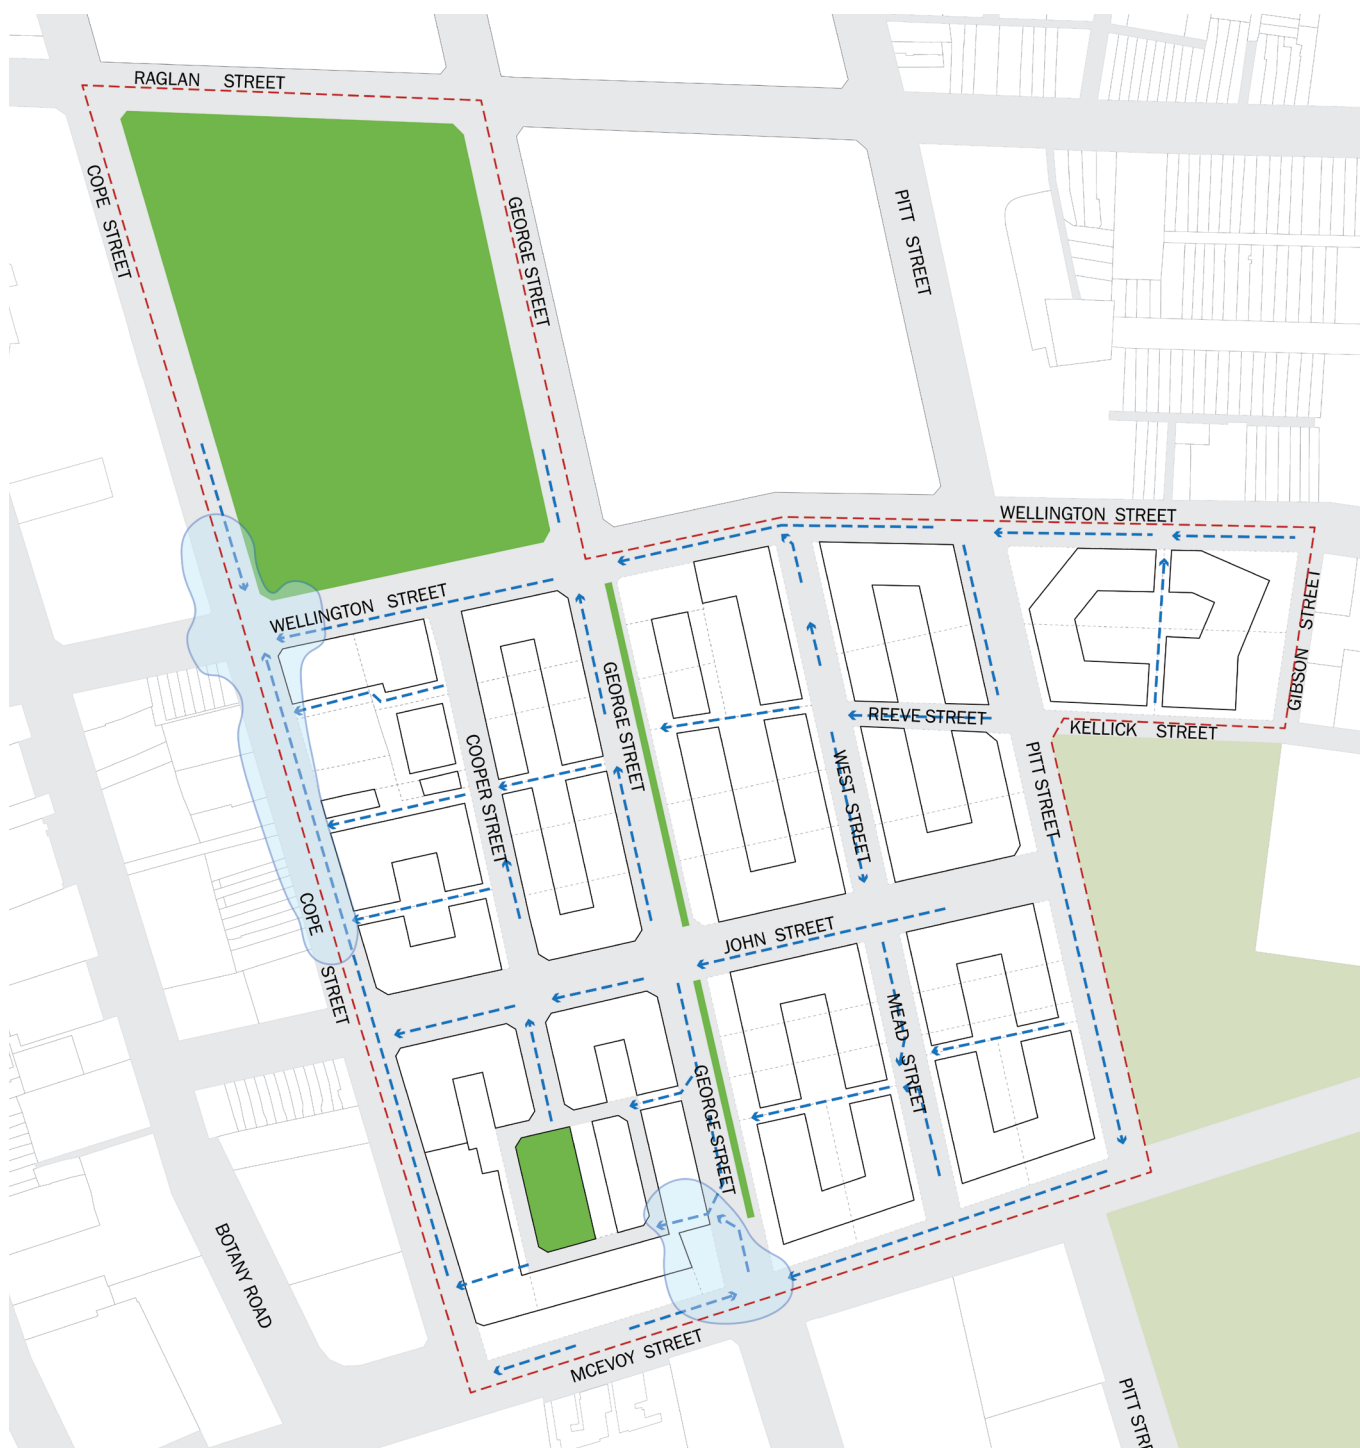 RAGLAN STREET
COPE STREET
GEORGE STREET
PITT STREET
WELLINGTON STREET
WELLINGTON STREET
GIBSON STREET
GEORGE STREET
REEVE STREET
KELLICK STREET
COOPER STREET
WEST STREET
PITT STREET
COPE STREET
JOHN STREET
MEAD STREET
GEORGE STREET
BOTANY ROAD
MCEVOY STREET
PITT STRE